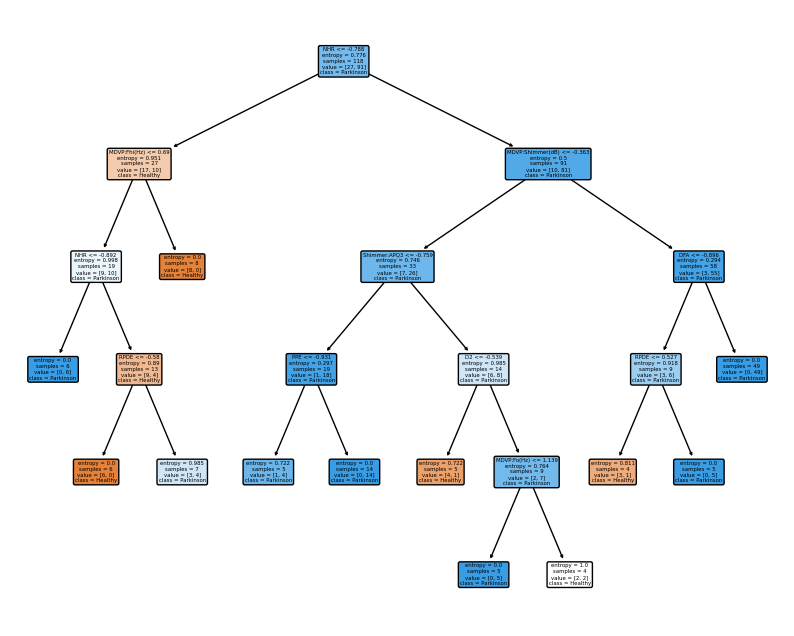 NHR <= -0.788
entropy = 0.776
samples = 118
value = [27, 91]
class = Parkinson
MDVP:Fhi(Hz) <= 0.69
entropy = 0.951
samples = 27
value = [17, 10]
class = Healthy
MDVP:Shimmer(dB) <= -0.363
entropy = 0.5
samples = 91
value = [10, 81]
class = Parkinson
NHR <= -0.892
entropy = 0.998
samples = 19
value = [9, 10]
class = Parkinson
entropy = 0.0
samples = 8
value = [8, 0]
class = Healthy
Shimmer:APQ3 <= -0.759
entropy = 0.746
samples = 33
value = [7, 26]
class = Parkinson
DFA <= -0.896
entropy = 0.294
samples = 58
value = [3, 55]
class = Parkinson
entropy = 0.0
samples = 6
value = [0, 6]
class = Parkinson
RPDE <= -0.58
entropy = 0.89
samples = 13
value = [9, 4]
class = Healthy
PPE <= -0.931
entropy = 0.297
samples = 19
value = [1, 18]
class = Parkinson
D2 <= -0.539
entropy = 0.985
samples = 14
value = [6, 8]
class = Parkinson
RPDE <= 0.527
entropy = 0.918
samples = 9
value = [3, 6]
class = Parkinson
entropy = 0.0
samples = 49
value = [0, 49]
class = Parkinson
entropy = 0.0
samples = 6
value = [6, 0]
class = Healthy
entropy = 0.985
samples = 7
value = [3, 4]
class = Parkinson
entropy = 0.722
samples = 5
value = [1, 4]
class = Parkinson
entropy = 0.0
samples = 14
value = [0, 14]
class = Parkinson
entropy = 0.722
samples = 5
value = [4, 1]
class = Healthy
MDVP:Fo(Hz) <= 1.139
entropy = 0.764
samples = 9
value = [2, 7]
class = Parkinson
entropy = 0.811
samples = 4
value = [3, 1]
class = Healthy
entropy = 0.0
samples = 5
value = [0, 5]
class = Parkinson
entropy = 0.0
samples = 5
value = [0, 5]
class = Parkinson
entropy = 1.0
samples = 4
value = [2, 2]
class = Healthy